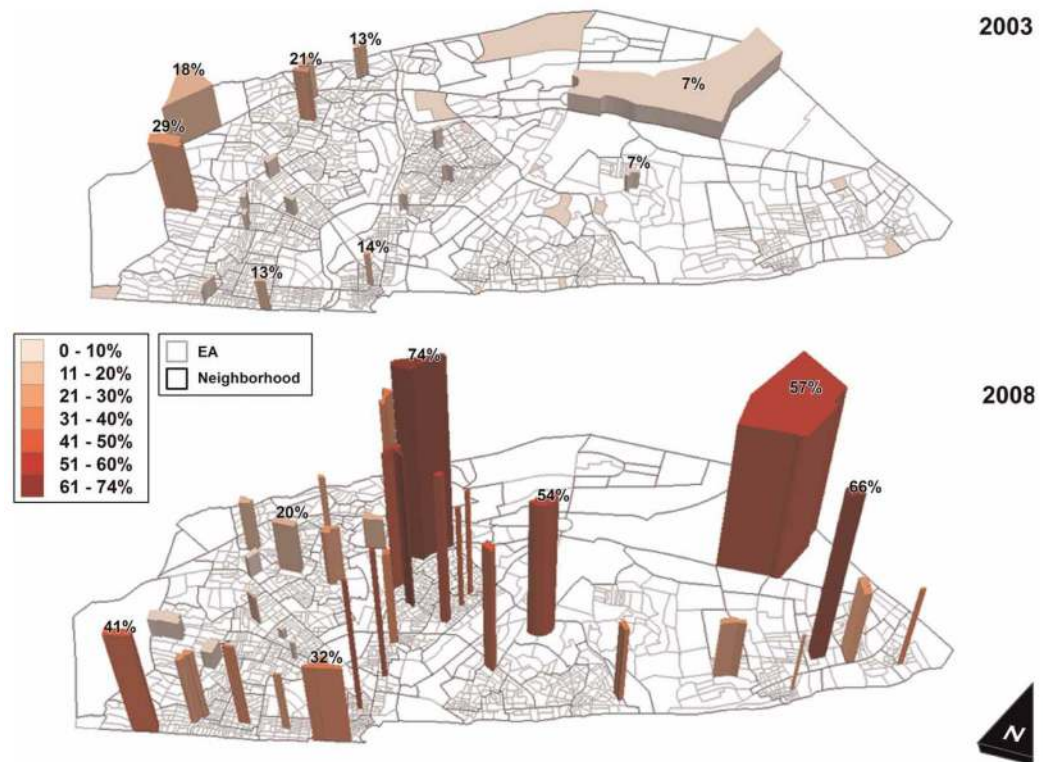 2003
13%
21%
18%
7%
29%
7%
14%
13%
0 - 10%
11 - 20%
21 - 30%
31 - 40%
41 - 50%
51 - 60%
61 - 74%
EA
Neighborhood
2008
74%
57%
66%
54%
20%
41%
32%
N